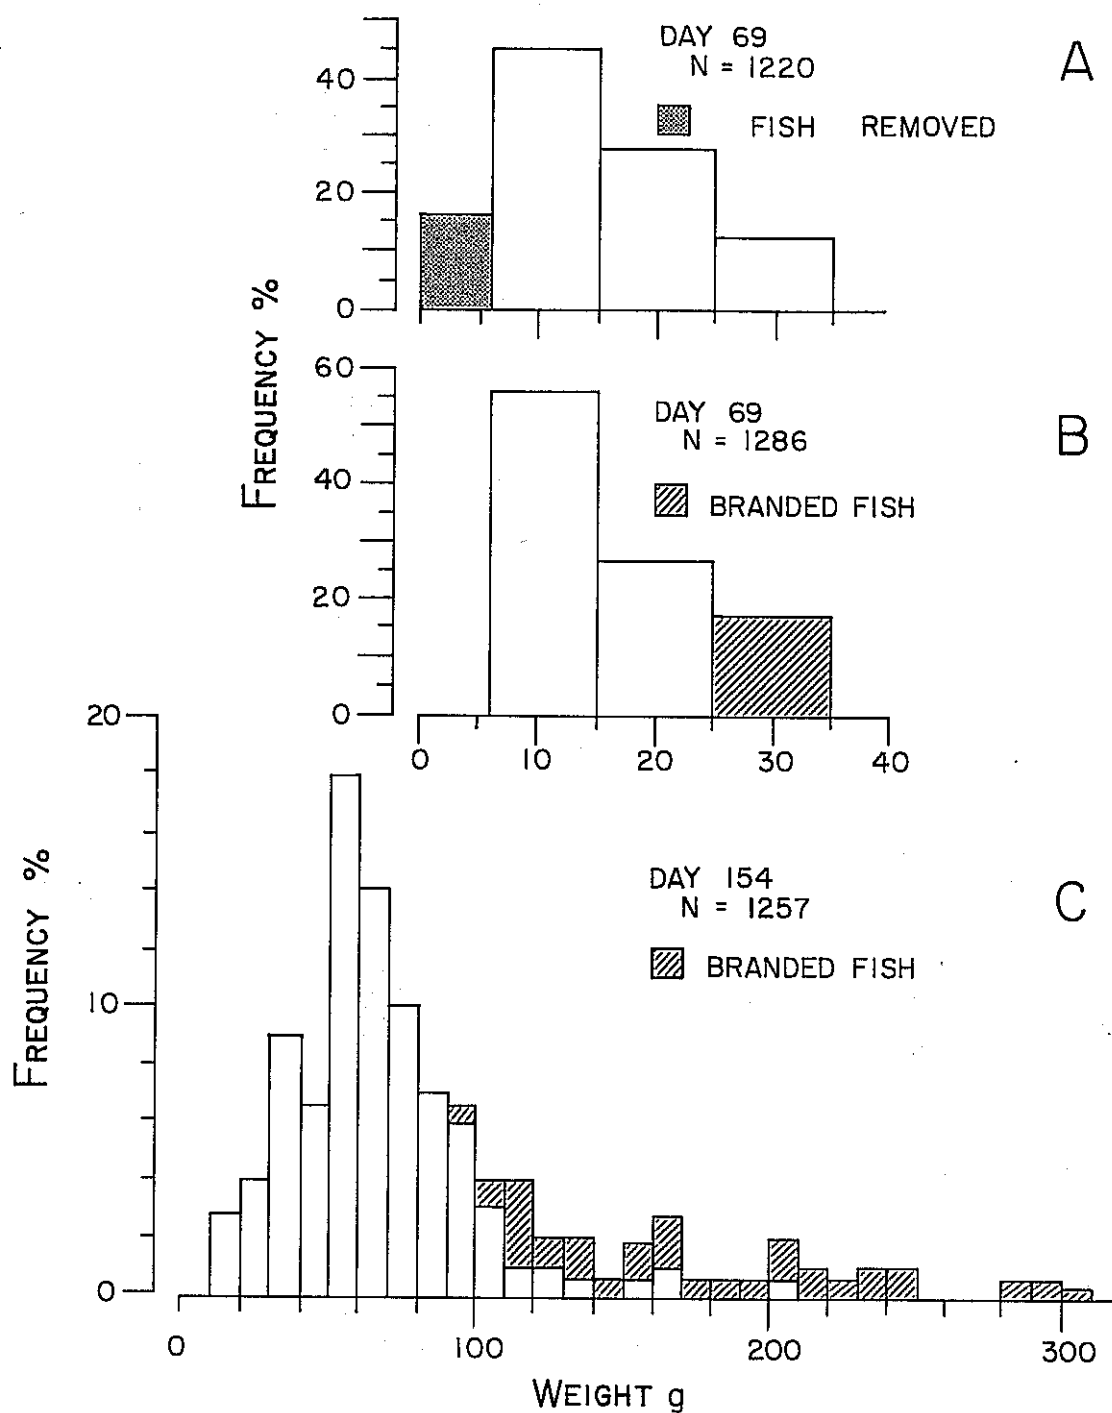 DAY 69
N = 1220
A
FISH REMOVED
40
20
0
FREQUENCY %
60
40
20
0
DAY 69
N = 1286
B
BRANDED FISH
0 10 20 30 40
20
10
0
FREQUENCY %
DAY 154
N = 1257
C
BRANDED FISH
0 100 200 300
WEIGHT g